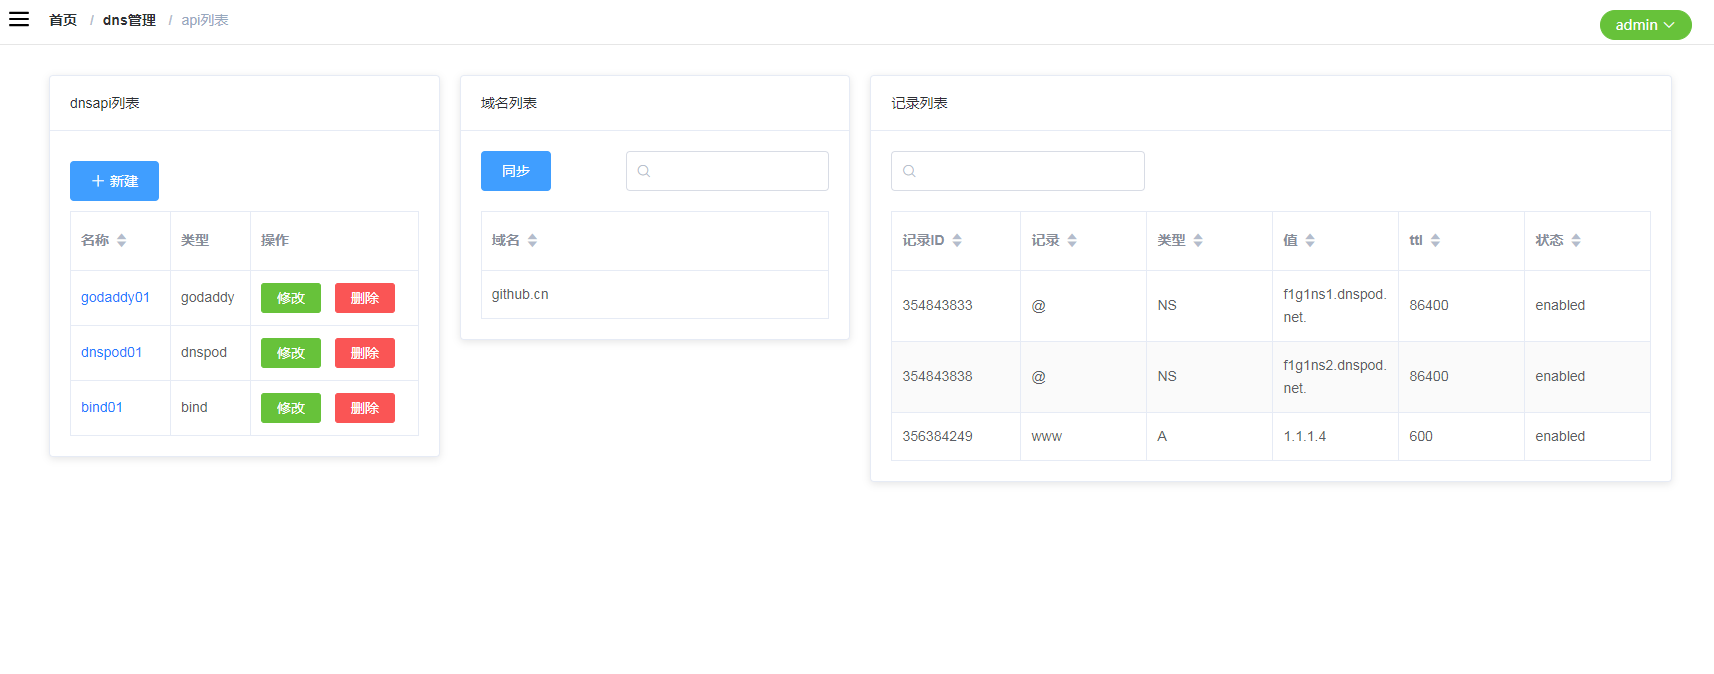 首页 / dns管理 / api列表
admin
dnsapi列表
新建
名称 类型 操作
godaddy01 godaddy 修改 删除
dnspod01 dnspod 修改 删除
bind01 bind 修改 删除
域名列表
同步
域名
github.cn
记录列表
记录ID 记录 类型 值 ttl 状态
354843833 @ NS f1g1ns1.dnspod.
net. 86400 enabled
354843838 @ NS f1g1ns2.dnspod.
net. 86400 enabled
356384249 www A 1.1.1.4 600 enabled